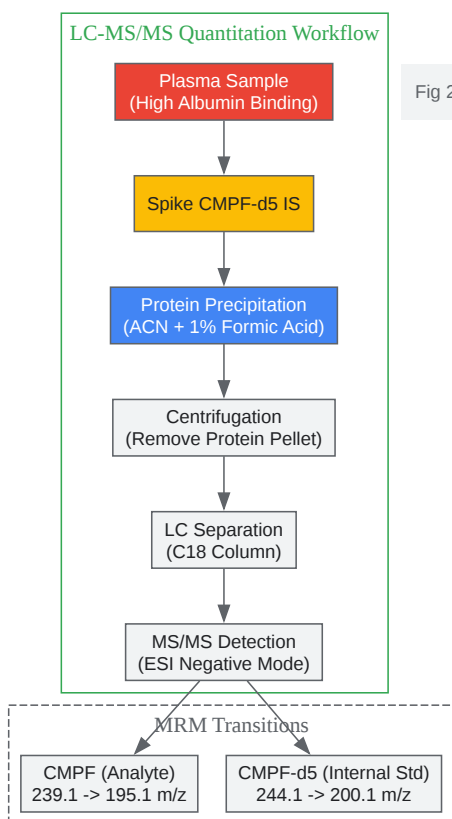 LC-MS/MS Quantitation Workflow
Plasma Sample
(High Albumin Binding)
Fig 2
Spike CMPF-d5 IS
Protein Precipitation
(ACN + 1% Formic Acid)
Centrifugation
(Remove Protein Pellet)
LC Separation
(C18 Column)
MS/MS Detection
(ESI Negative Mode)
MRM Transitions
CMPF (Analyte)
239.1 -> 195.1 m/z
CMPF-d5 (Internal Std)
244.1 -> 200.1 m/z